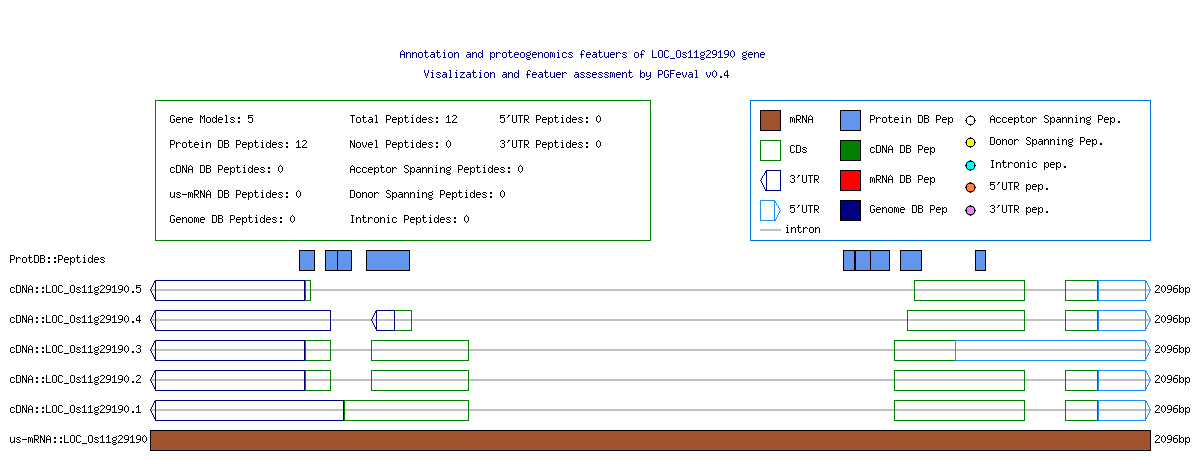 Annotation and proteogenomics featuers of LOC_Os11g29190 gene
Visalization and featuer assessment by PGFeval v0.4
Gene Models: 5 Total Peptides: 12 5'UTR Peptides: 0
Protein DB Peptides: 12 Novel Peptides: 0 3'UTR Peptides: 0
cDNA DB Peptides: 0 Acceptor Spanning Peptides: 0
us-mRNA DB Peptides: 0 Donor Spanning Peptides: 0
Genome DB Peptides: 0 Intronic Peptides: 0
mRNA Protein DB Pep Acceptor Spanning Pep.
CDs cDNA DB Pep Donor Spanning Pep.
3'UTR mRNA DB Pep Intronic pep.
5'UTR Genome DB Pep 5'UTR pep.
intron 3'UTR pep.
ProtDB::Peptides
cDNA::LOC_Os11g29190.5 2096bp
cDNA::LOC_Os11g29190.4 2096bp
cDNA::LOC_Os11g29190.3 2096bp
cDNA::LOC_Os11g29190.2 2096bp
cDNA::LOC_Os11g29190.1 2096bp
us-mRNA::LOC_Os11g29190 2096bp